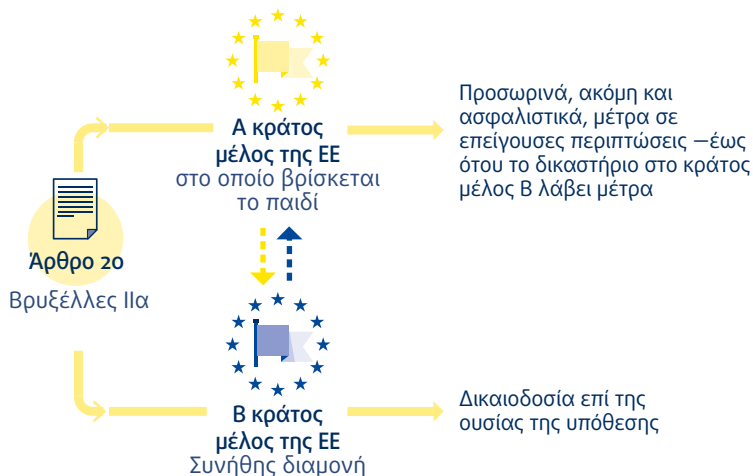 Άρθρο 20
Βρυξέλλες IIα
Α κράτος
μέλος της ΕΕ
στο οποίο βρίσκεται
το παιδί
Προσωρινά, ακόμη και
ασφαλιστικά, μέτρα σε
επείγουσες περιπτώσεις —έως
ότου το δικαστήριο στο κράτος
μέλος Β λάβει μέτρα
Β κράτος
μέλος της ΕΕ
Συνήθης διαμονή
Δικαιοδοσία επί της
ουσίας της υπόθεσης